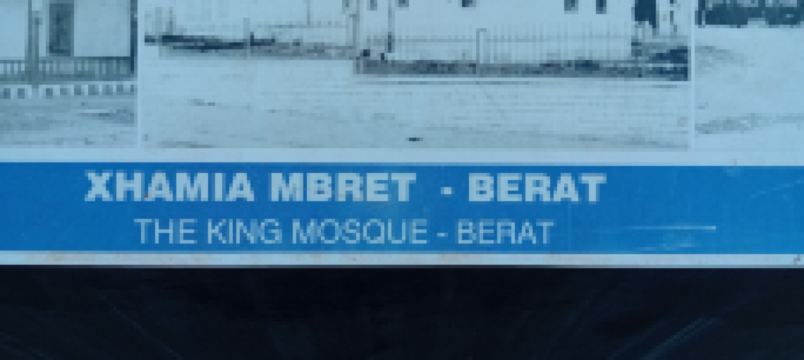 XHAMIA MBRET - BERAT
THE KING MOSQUE - BERAT